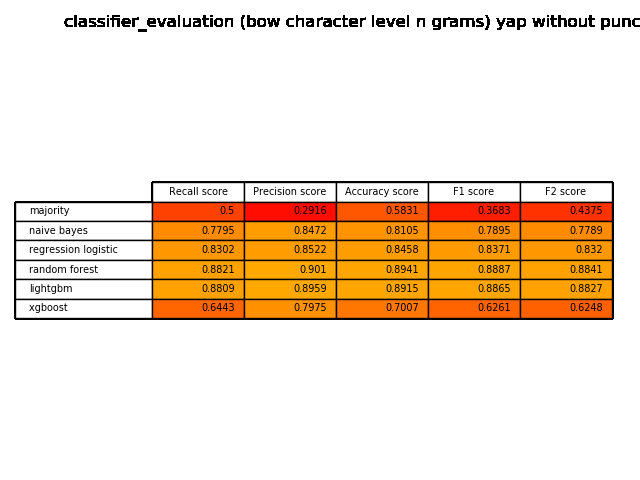 classifier_evaluation (bow character level n grams) yap without punc
Recall score Precision score Accuracy score F1 score F2 score
majority 0.5 0.2916 0.5831 0.3683 0.4375
naive bayes 0.7795 0.8472 0.8105 0.7895 0.7789
regression logistic 0.8302 0.8522 0.8458 0.8371 0.832
random forest 0.8821 0.901 0.8941 0.8887 0.8841
lightgbm 0.8809 0.8959 0.8915 0.8865 0.8827
xgboost 0.6443 0.7975 0.7007 0.6261 0.6248